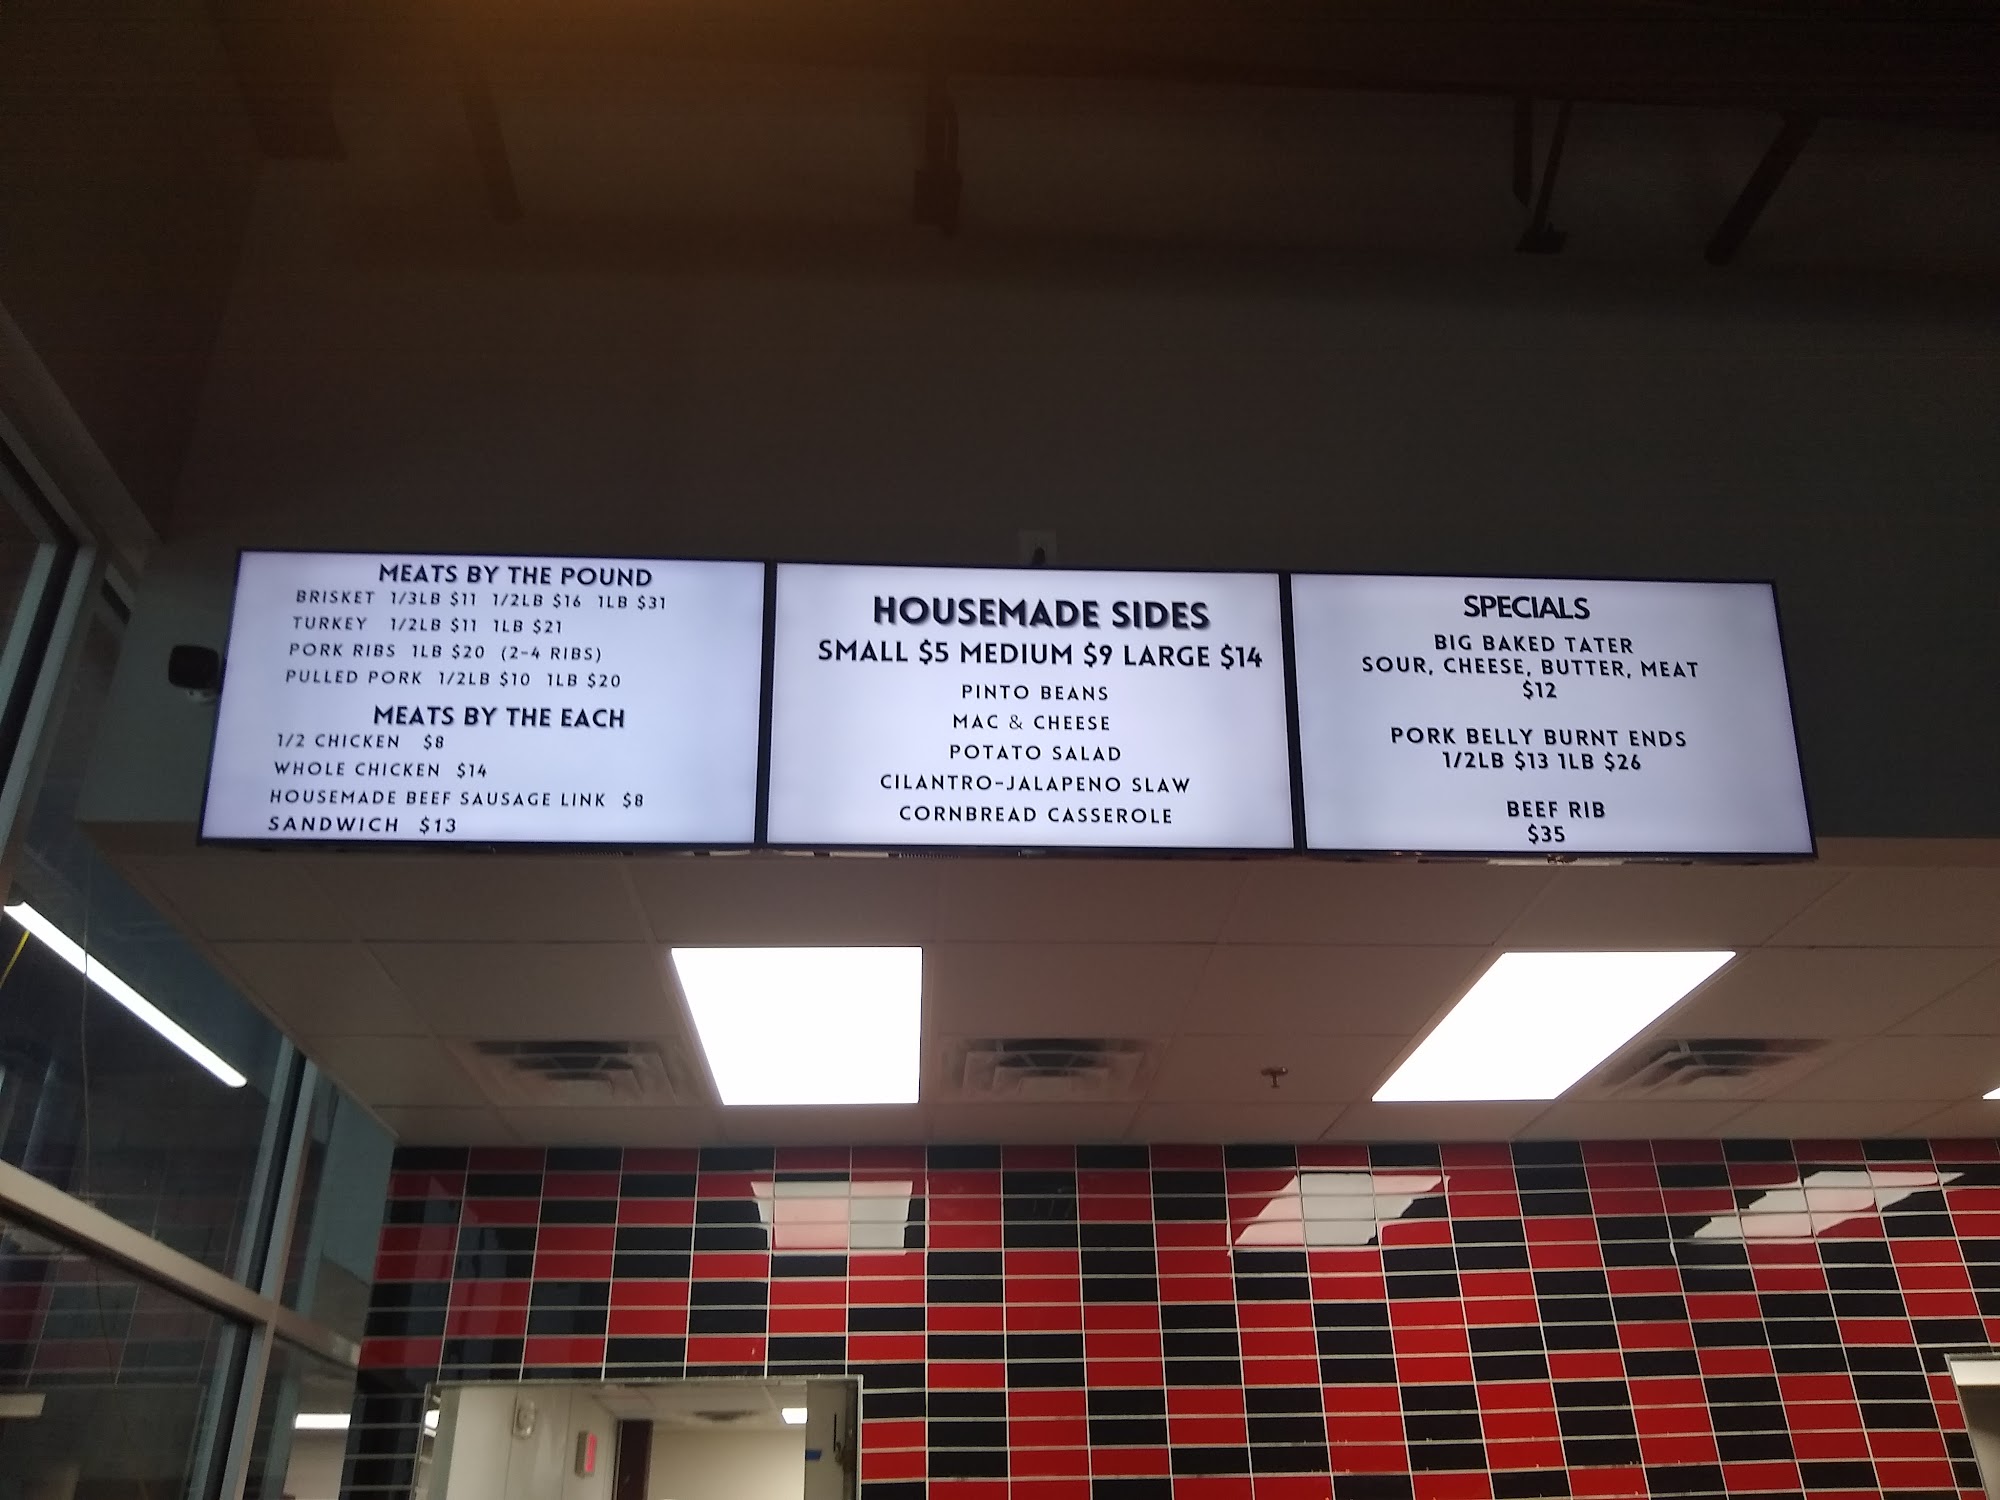 MEATS BY THE POUND
BRISKET 1/3LB $11 1/2LB $16 1LB $31
TURKEY 1/2LB $11 1LB $21
PORK RIBS 1LB $20 (2-4 RIBS)
PULLED PORK 1/2LB $10 1LB $20
MEATS BY THE EACH
1/2 CHICKEN $8
WHOLE CHICKEN $14
HOUSEMADE BEEF SAUSAGE LINK $8
SANDWICH $13
HOUSEMADE SIDES
SMALL $5 MEDIUM $9 LARGE $14
PINTO BEANS
MAC & CHEESE
POTATO SALAD
CILANTRO-JALAPENO SLAW
CORNBREAD CASSEROLE
SPECIALS
BIG BAKED TATER
SOUR, CHEESE, BUTTER, MEAT
$12
PORK BELLY BURNT ENDS
1/2LB $13 1LB $26
BEEF RIB
$35